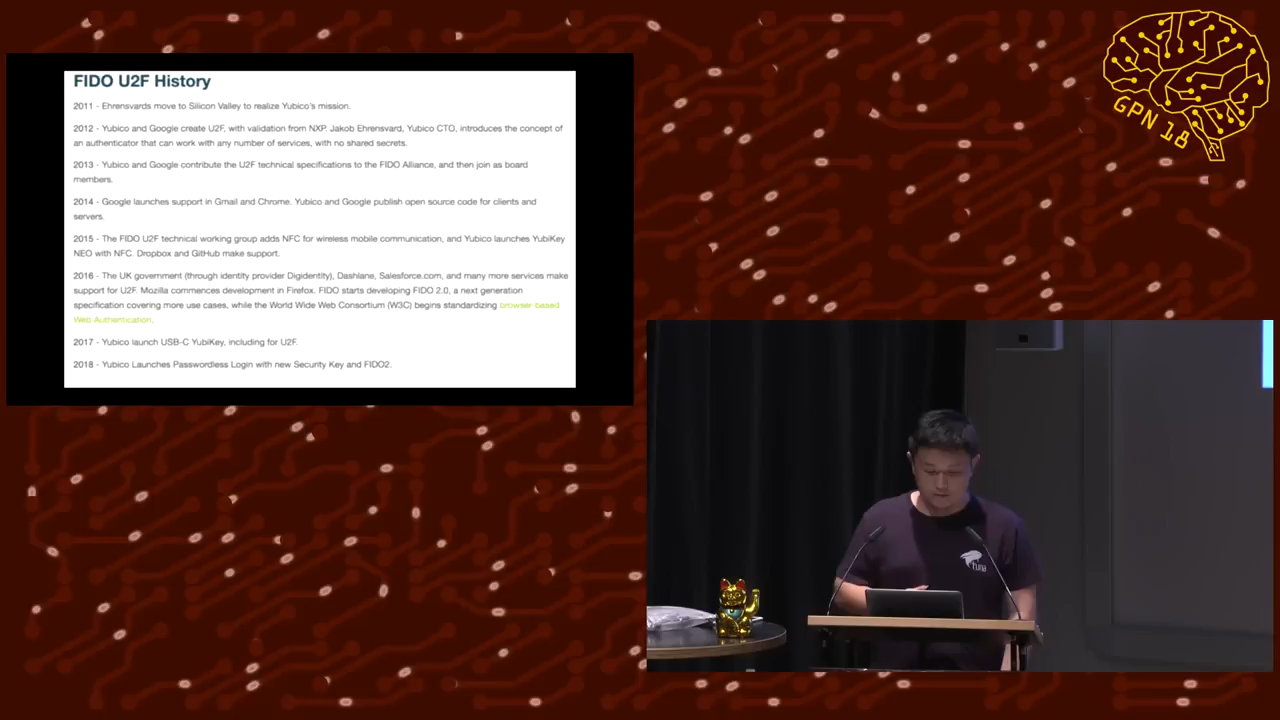 FIDO U2F History
2011 - Ehrensvards move to Silicon Valley to realize Yubico's mission.
2012 - Yubico and Google create U2F, with validation from NXP. Jakob Ehrensvard, Yubico CTO, introduces the concept of
an authenticator that can work with any number of services, with no shared secrets.
2013 - Yubico and Google contribute the U2F technical specifications to the FIDO Alliance, and then join as board
members.
2014 - Google launches support in Gmail and Chrome. Yubico and Google publish open source code for clients and
servers.
2015 - The FIDO U2F technical working group adds NFC for wireless mobile communication, and Yubico launches YubiKey
NEO with NFC. Dropbox and GitHub make support.
2016 - The UK government (through identity provider Digidentity), Dashlane, Salesforce.com, and many more services make
support for U2F. Mozilla commences development in Firefox. FIDO starts developing FIDO 2.0, a next generation
specification covering more use cases, while the World Wide Web Consortium (W3C) begins standardizing browser-based
Web Authentication.
2017 - Yubico launch USB-C YubiKey, including for U2F.
2018 - Yubico Launches Passwordless Login with new Security Key and FIDO2.
GPN 18
tuna